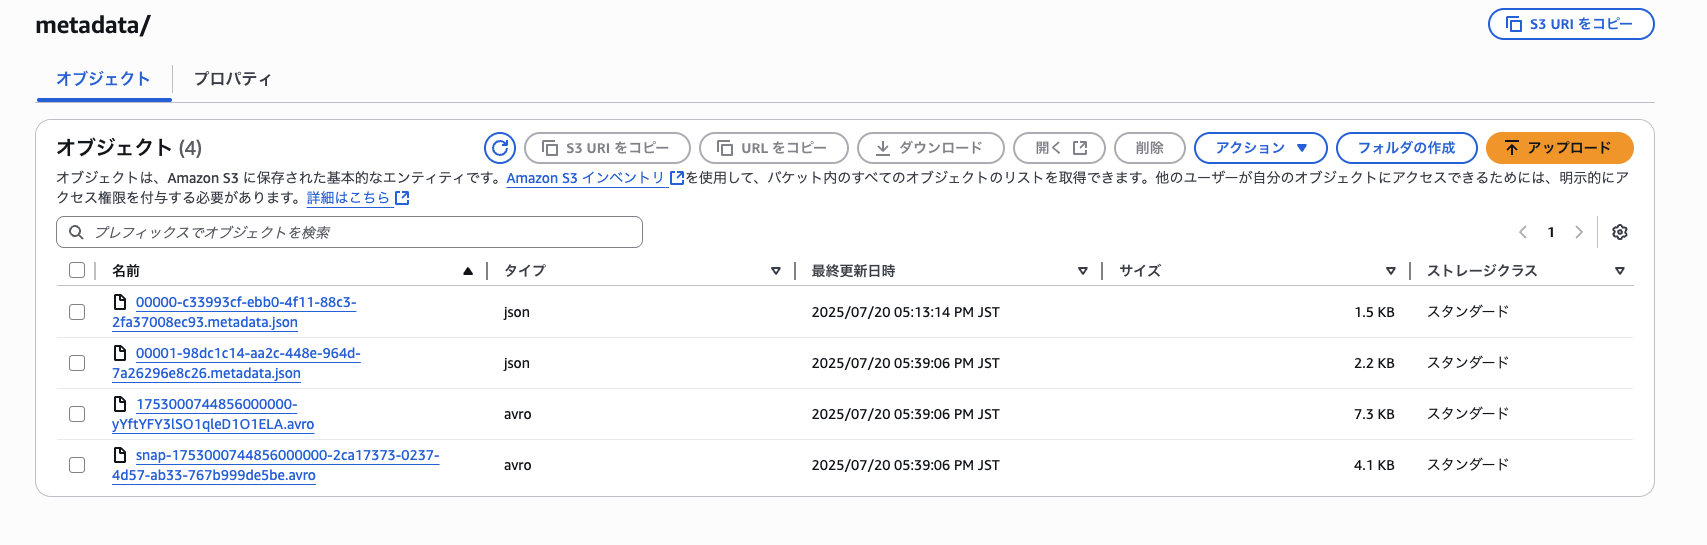 metadata/
S3 URI をコピー
オブジェクト
プロパティ
オブジェクト (4)
S3 URI をコピー
URL をコピー
ダウンロード
開く
削除
アクション
フォルダの作成
アップロード
オブジェクトは、Amazon S3 に保存された基本的なエンティティです。Amazon S3 インベントリ を使用して、バケット内のすべてのオブジェクトのリストを取得できます。他のユーザーが自分のオブジェクトにアクセスできるためには、明示的にア
クセス権限を付与する必要があります。詳細はこちら
プレフィックスでオブジェクトを検索
1
名前 タイプ 最終更新日時 サイズ ストレージクラス
00000-c33993cf-ebb0-4f11-88c3-
2fa37008ec93.metadata.json
json 2025/07/20 05:13:14 PM JST 1.5 KB スタンダード
00001-98dc1c14-aa2c-448e-964d-
7a26296e8c26.metadata.json
json 2025/07/20 05:39:06 PM JST 2.2 KB スタンダード
1753000744856000000-
yYftYFY3lSO1qleD1O1ELA.avro
avro 2025/07/20 05:39:06 PM JST 7.3 KB スタンダード
snap-1753000744856000000-2ca17373-0237-
4d57-ab33-767b999de5be.avro
avro 2025/07/20 05:39:06 PM JST 4.1 KB スタンダード